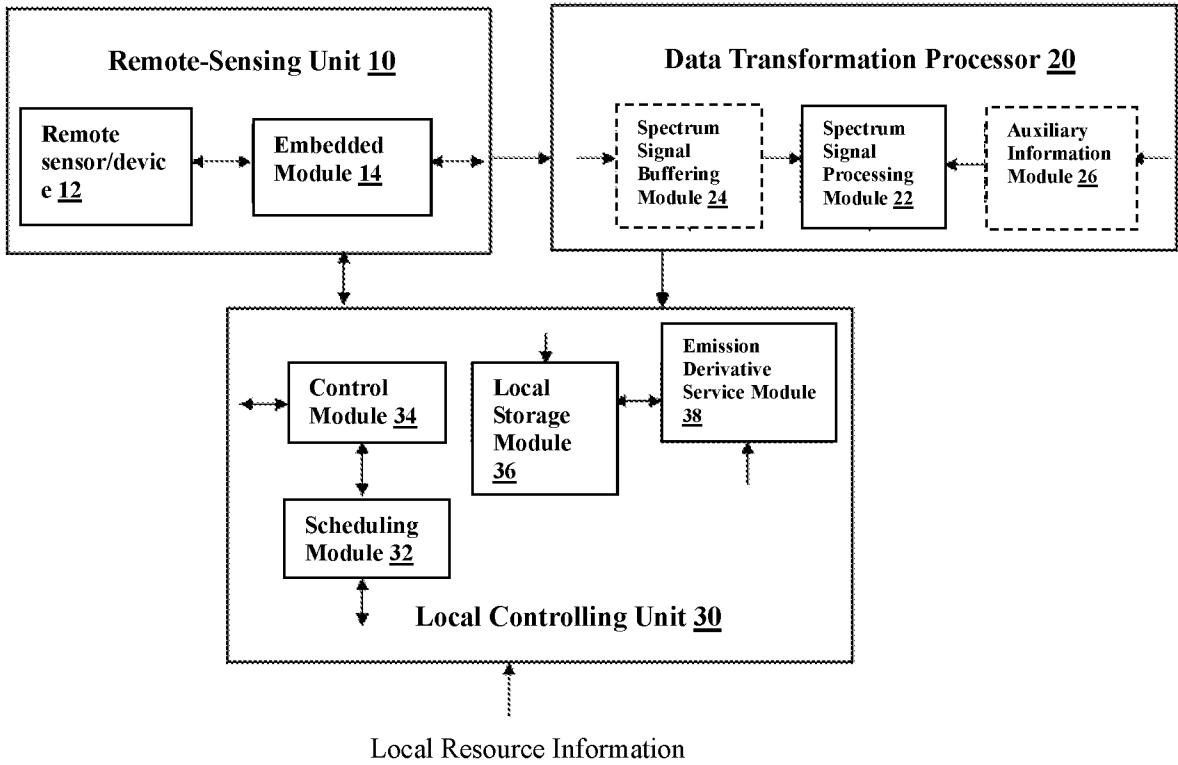 Remote-Sensing Unit 10
Remote
sensor/devic
e 12
Embedded
Module 14
Data Transformation Processor 20
Spectrum
Signal
Buffering
Module 24
Spectrum
Signal
Processing
Module 22
Auxiliary
Information
Module 26
Control
Module 34
Scheduling
Module 32
Local
Storage
Module
36
Emission
Derivative
Service Module
38
Local Controlling Unit 30
Local Resource Information